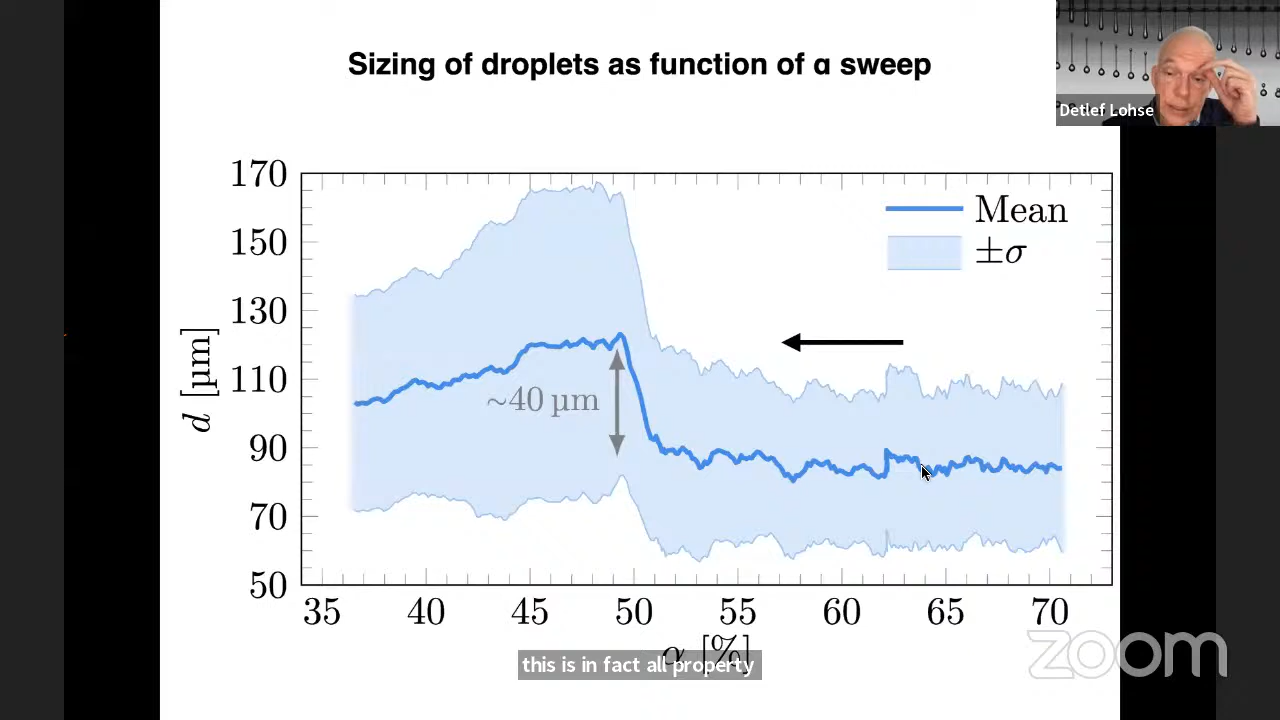 Sizing of droplets as function of α sweep
Detlef Lohse
170
150
130
110
90
70
50
d [µm]
Mean
±σ
~40 µm
35 40 45 50 55 60 65 70
α [%]
this is in fact all property
zoom